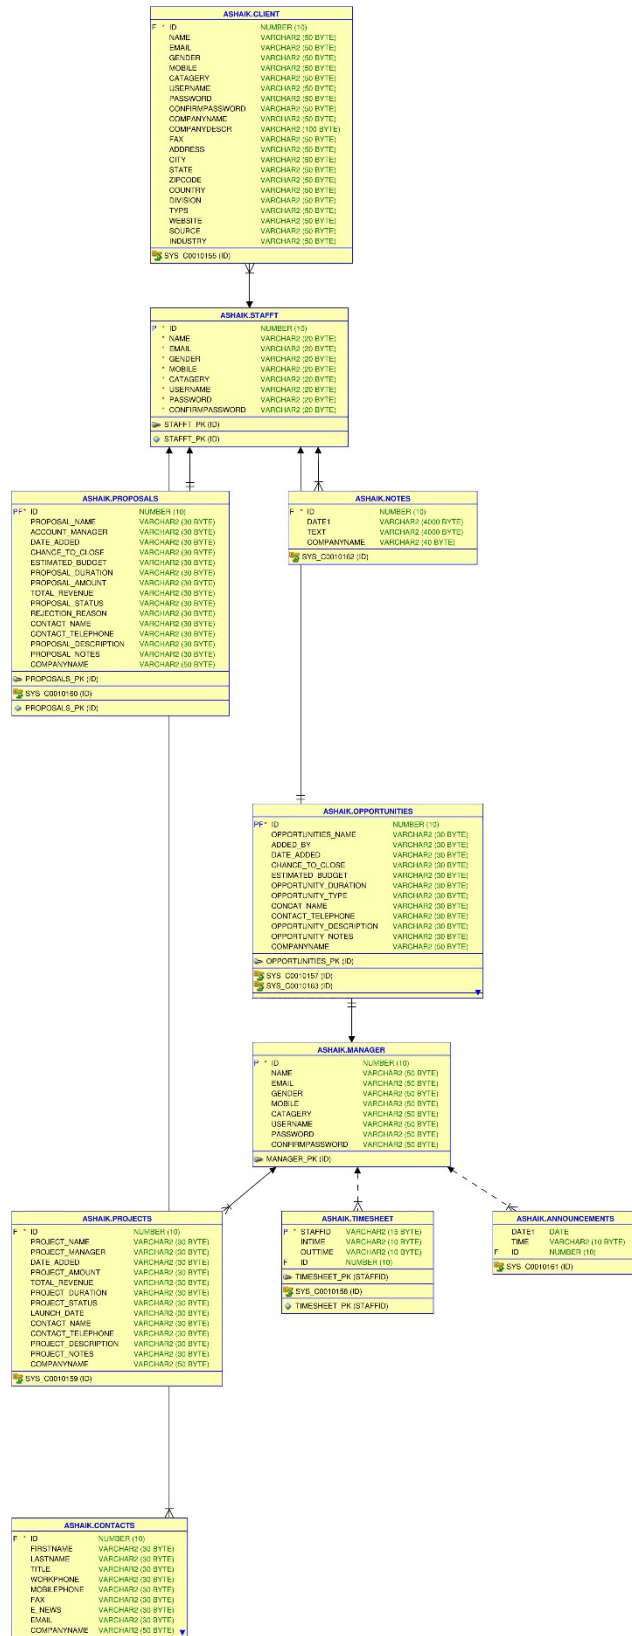 ASHAIK.CLIENT
F * ID NUMBER (10)
NAME VARCHAR2 (50 BYTE)
EMAIL VARCHAR2 (50 BYTE)
GENDER VARCHAR2 (50 BYTE)
MOBILE VARCHAR2 (50 BYTE)
CATAGERY VARCHAR2 (50 BYTE)
USERNAME VARCHAR2 (50 BYTE)
PASSWORD VARCHAR2 (50 BYTE)
CONFIRMPASSWORD VARCHAR2 (50 BYTE)
COMPANYNAME VARCHAR2 (50 BYTE)
COMPANYDESCR VARCHAR2 (100 BYTE)
FAX VARCHAR2 (50 BYTE)
ADDRESS VARCHAR2 (50 BYTE)
CITY VARCHAR2 (50 BYTE)
STATE VARCHAR2 (50 BYTE)
ZIPCODE VARCHAR2 (50 BYTE)
COUNTRY VARCHAR2 (50 BYTE)
DIVISION VARCHAR2 (50 BYTE)
TYPS VARCHAR2 (50 BYTE)
WEBSITE VARCHAR2 (50 BYTE)
SOURCE VARCHAR2 (50 BYTE)
INDUSTRY VARCHAR2 (50 BYTE)
SYS_C0010155 (ID)
ASHAIK.STAFFT
P * ID NUMBER (10)
* NAME VARCHAR2 (20 BYTE)
* EMAIL VARCHAR2 (20 BYTE)
* GENDER VARCHAR2 (20 BYTE)
* MOBILE VARCHAR2 (20 BYTE)
* CATAGERY VARCHAR2 (20 BYTE)
* USERNAME VARCHAR2 (20 BYTE)
* PASSWORD VARCHAR2 (20 BYTE)
* CONFIRMPASSWORD VARCHAR2 (20 BYTE)
STAFFT_PK (ID)
STAFFT_PK (ID)
ASHAIK.PROPOSALS
PF* ID NUMBER (10)
PROPOSAL_NAME VARCHAR2 (30 BYTE)
ACCOUNT_MANAGER VARCHAR2 (30 BYTE)
DATE_ADDED VARCHAR2 (30 BYTE)
CHANCE_TO_CLOSE VARCHAR2 (30 BYTE)
ESTIMATED_BUDGET VARCHAR2 (30 BYTE)
PROPOSAL_DURATION VARCHAR2 (30 BYTE)
PROPOSAL_AMOUNT VARCHAR2 (30 BYTE)
TOTAL_REVENUE VARCHAR2 (30 BYTE)
PROPOSAL_STATUS VARCHAR2 (30 BYTE)
REJECTION_REASON VARCHAR2 (30 BYTE)
CONTACT_NAME VARCHAR2 (30 BYTE)
CONTACT_TELEPHONE VARCHAR2 (30 BYTE)
PROPOSAL_DESCRIPTION VARCHAR2 (30 BYTE)
PROPOSAL_NOTES VARCHAR2 (30 BYTE)
COMPANYNAME VARCHAR2 (50 BYTE)
PROPOSALS_PK (ID)
SYS_C0010160 (ID)
PROPOSALS_PK (ID)
ASHAIK.NOTES
F * ID NUMBER (10)
DATE1 VARCHAR2 (4000 BYTE)
TEXT VARCHAR2 (4000 BYTE)
COMPANYNAME VARCHAR2 (40 BYTE)
SYS_C0010162 (ID)
ASHAIK.OPPORTUNITIES
PF* ID NUMBER (10)
OPPORTUNITIES_NAME VARCHAR2 (30 BYTE)
ADDED_BY VARCHAR2 (30 BYTE)
DATE_ADDED VARCHAR2 (30 BYTE)
CHANCE_TO_CLOSE VARCHAR2 (30 BYTE)
ESTIMATED_BUDGET VARCHAR2 (30 BYTE)
OPPORTUNITY_DURATION VARCHAR2 (30 BYTE)
OPPORTUNITY_TYPE VARCHAR2 (30 BYTE)
CONCAT_NAME VARCHAR2 (30 BYTE)
CONTACT_TELEPHONE VARCHAR2 (30 BYTE)
OPPORTUNITY_DESCRIPTION VARCHAR2 (30 BYTE)
OPPORTUNITY_NOTES VARCHAR2 (30 BYTE)
COMPANYNAME VARCHAR2 (50 BYTE)
OPPORTUNITIES_PK (ID)
SYS_C0010157 (ID)
SYS_C0010163 (ID)
ASHAIK.MANAGER
P * ID NUMBER (10)
NAME VARCHAR2 (50 BYTE)
EMAIL VARCHAR2 (50 BYTE)
GENDER VARCHAR2 (50 BYTE)
MOBILE VARCHAR2 (50 BYTE)
CATAGERY VARCHAR2 (50 BYTE)
USERNAME VARCHAR2 (50 BYTE)
PASSWORD VARCHAR2 (50 BYTE)
CONFIRMPASSWORD VARCHAR2 (50 BYTE)
MANAGER_PK (ID)
ASHAIK.PROJECTS
F * ID NUMBER (10)
PROJECT_NAME VARCHAR2 (30 BYTE)
PROJECT_MANAGER VARCHAR2 (30 BYTE)
DATE_ADDED VARCHAR2 (30 BYTE)
PROJECT_AMOUNT VARCHAR2 (30 BYTE)
TOTAL_REVENUE VARCHAR2 (30 BYTE)
PROJECT_DURATION VARCHAR2 (30 BYTE)
PROJECT_STATUS VARCHAR2 (30 BYTE)
LAUNCH_DATE VARCHAR2 (30 BYTE)
CONTACT_NAME VARCHAR2 (30 BYTE)
CONTACT_TELEPHONE VARCHAR2 (30 BYTE)
PROJECT_DESCRIPTION VARCHAR2 (30 BYTE)
PROJECT_NOTES VARCHAR2 (30 BYTE)
COMPANYNAME VARCHAR2 (50 BYTE)
SYS_C0010159 (ID)
ASHAIK.TIMESHEET
P * STAFFID VARCHAR2 (15 BYTE)
INTIME VARCHAR2 (10 BYTE)
OUTTIME VARCHAR2 (10 BYTE)
F ID NUMBER (10)
TIMESHEET_PK (STAFFID)
SYS_C0010158 (ID)
TIMESHEET_PK (STAFFID)
ASHAIK.ANNOUNCEMENTS
DATE1 DATE
TIME VARCHAR2 (10 BYTE)
F ID NUMBER (10)
SYS_C0010161 (ID)
ASHAIK.CONTACTS
F * ID NUMBER (10)
FIRSTNAME VARCHAR2 (30 BYTE)
LASTNAME VARCHAR2 (30 BYTE)
TITLE VARCHAR2 (30 BYTE)
WORKPHONE VARCHAR2 (30 BYTE)
MOBILEPHONE VARCHAR2 (30 BYTE)
FAX VARCHAR2 (30 BYTE)
E_NEWS VARCHAR2 (30 BYTE)
EMAIL VARCHAR2 (30 BYTE)
COMPANYNAME VARCHAR2 (50 BYTE)